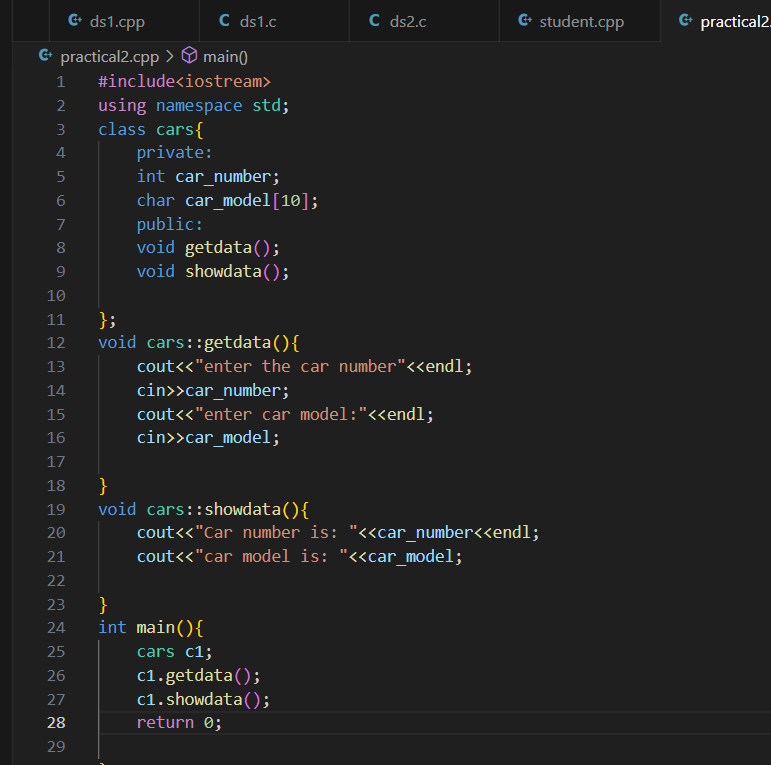 ds1.cpp ds1.c ds2.c student.cpp practical2.
practical2.cpp > main()
1 #include<iostream>
2 using namespace std;
3 class cars{
4 private:
5 int car_number;
6 char car_model[10];
7 public:
8 void getdata();
9 void showdata();
10
11 };
12 void cars::getdata(){
13 cout<<"enter the car number"<<endl;
14 cin>>car_number;
15 cout<<"enter car model:"<<endl;
16 cin>>car_model;
17
18 }
19 void cars::showdata(){
20 cout<<"Car number is: "<<car_number<<endl;
21 cout<<"car model is: "<<car_model;
22
23 }
24 int main(){
25 cars c1;
26 c1.getdata();
27 c1.showdata();
28 return 0;
29